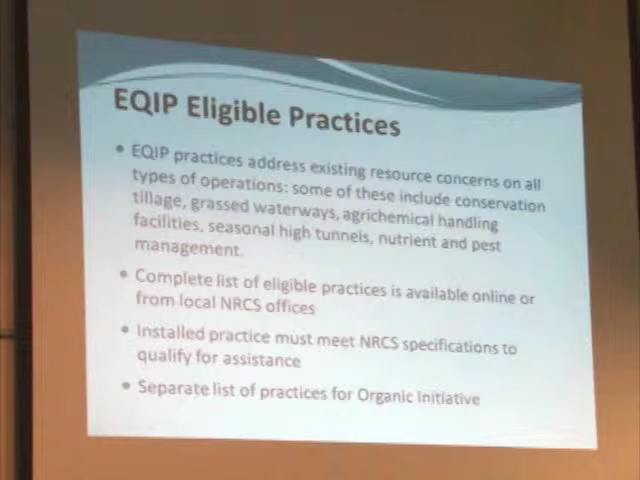 EQIP Eligible Practices
• EQIP practices address existing resource concerns on all
types of operations: some of these include conservation
tillage, grassed waterways, agrichemical handling
facilities, seasonal high tunnels, nutrient and pest
management.
• Complete list of eligible practices is available online or
from local NRCS offices
• Installed practice must meet NRCS specifications to
qualify for assistance
• Separate list of practices for Organic Initiative